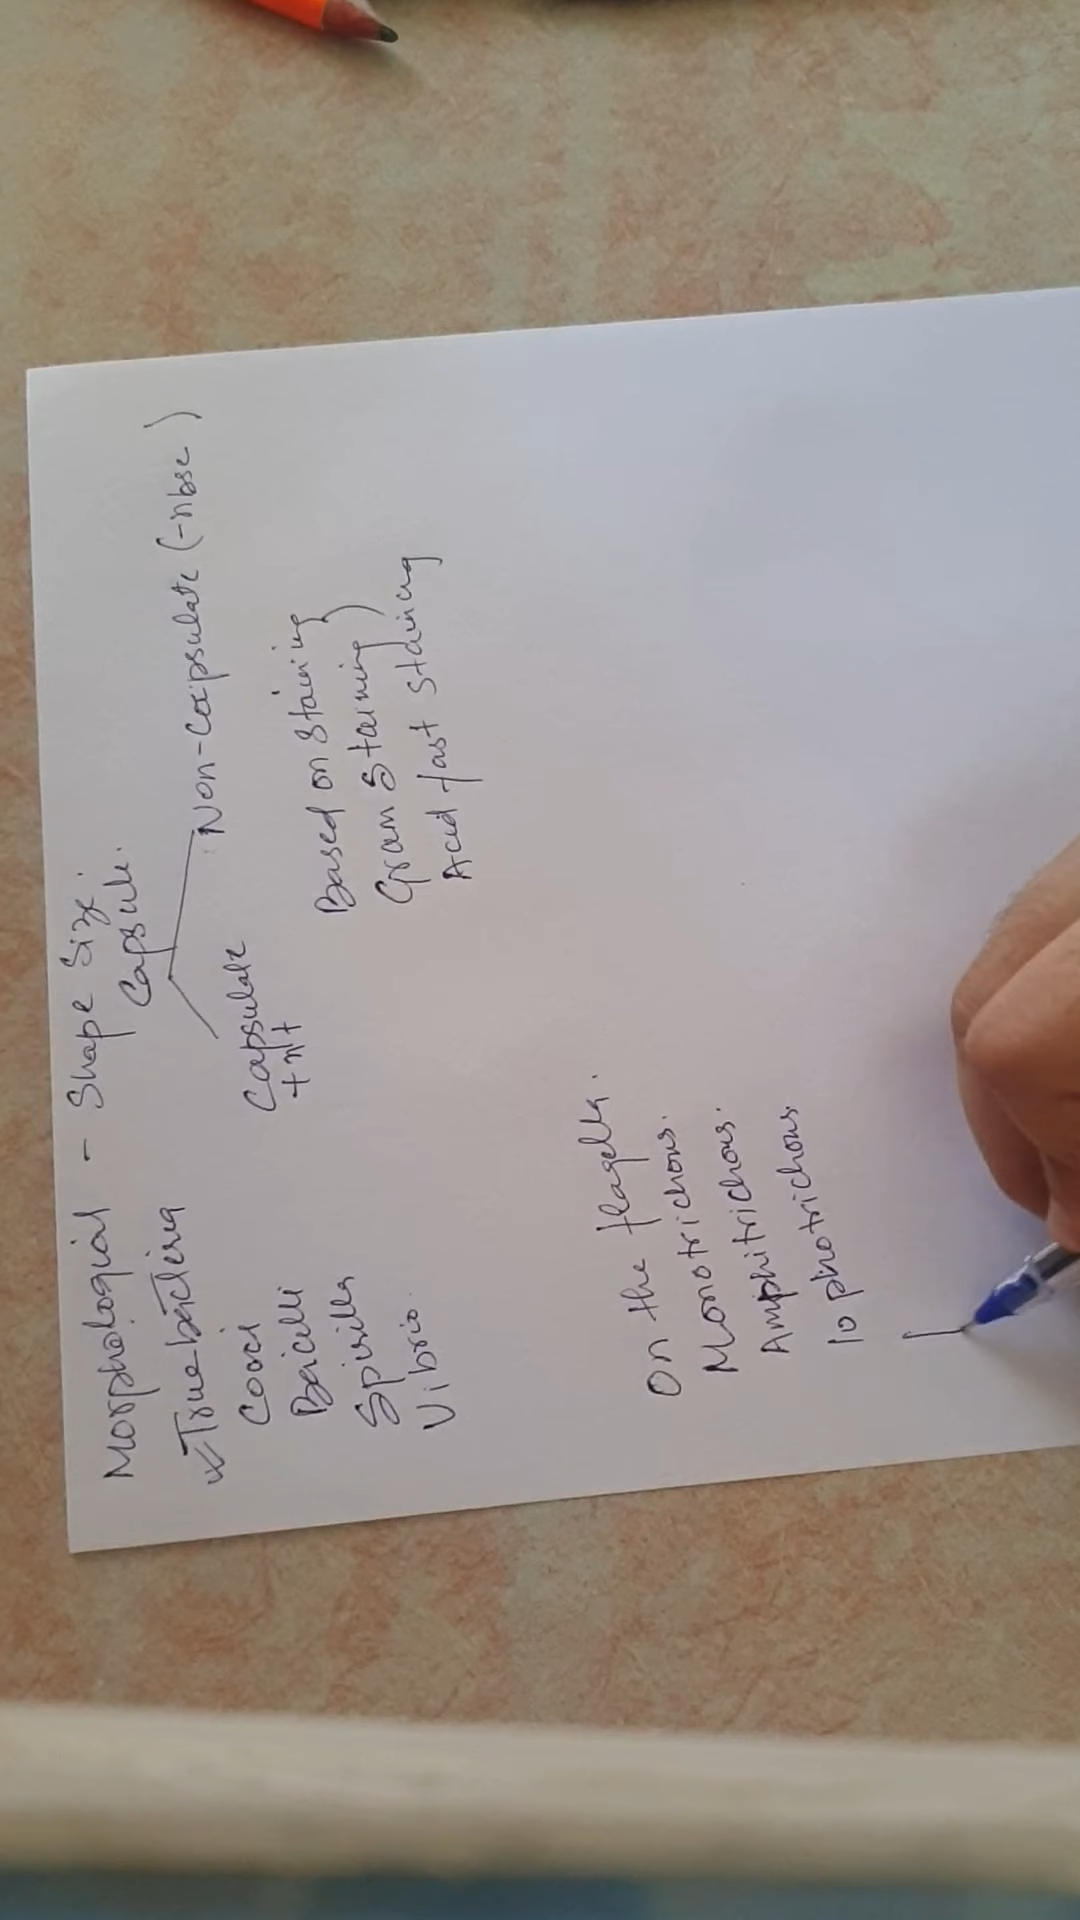 Morphologial - Shape Size.
Capsule.
True bacteria
Cocci
Bacilli
Spirilla
Vibrio.
Capsulate
Non-capsulate (-nbse)
+nt
Based on Staining
Gram Staining)
Acid fast staining
On the flagella.
Monotrichous.
Amphitrichous
lophotrichous